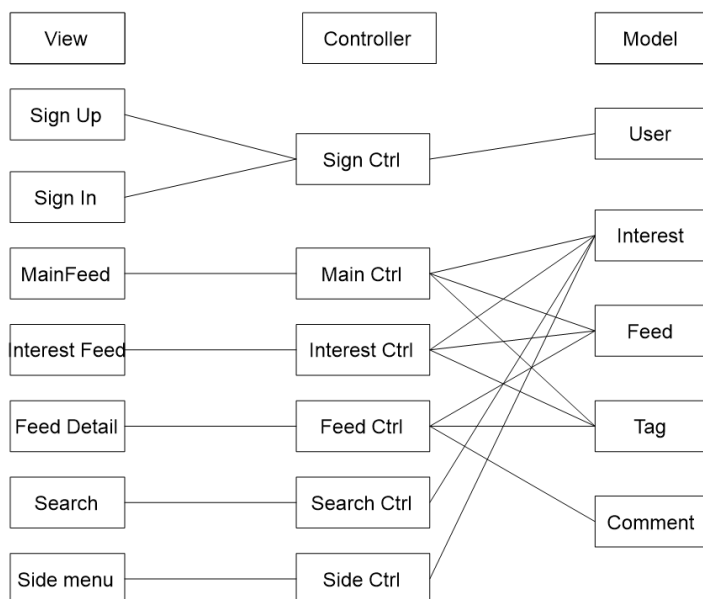 View
Controller
Model
Sign Up
Sign In
Sign Ctrl
User
MainFeed
Main Ctrl
Interest
Interest Feed
Interest Ctrl
Feed
Feed Detail
Feed Ctrl
Tag
Search
Search Ctrl
Comment
Side menu
Side Ctrl